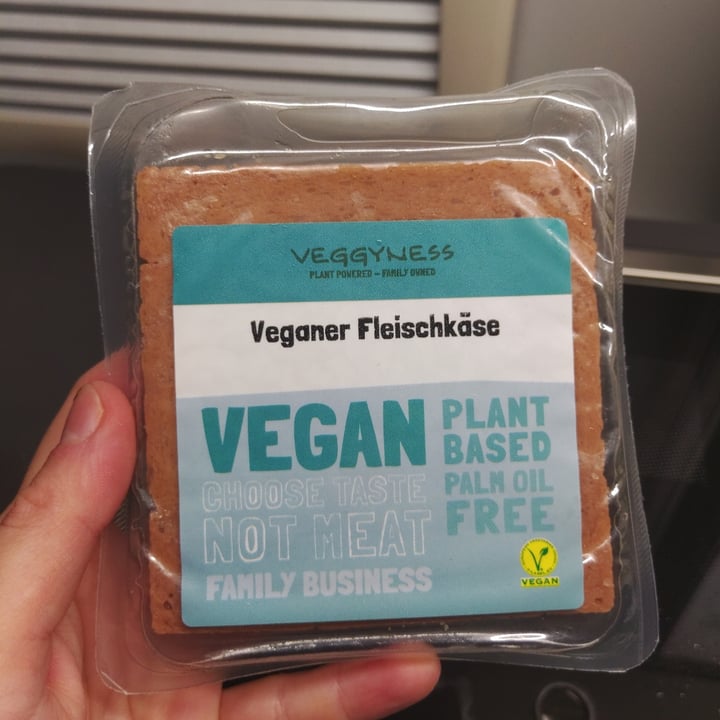 VEGGYNESS
PLANT POWERED – FAMILY OWNED
Veganer Fleischkäse
VEGAN
CHOOSE TASTE
NOT MEAT
FAMILY BUSINESS
PLANT
BASED
PALM OIL
FREE
VEGAN